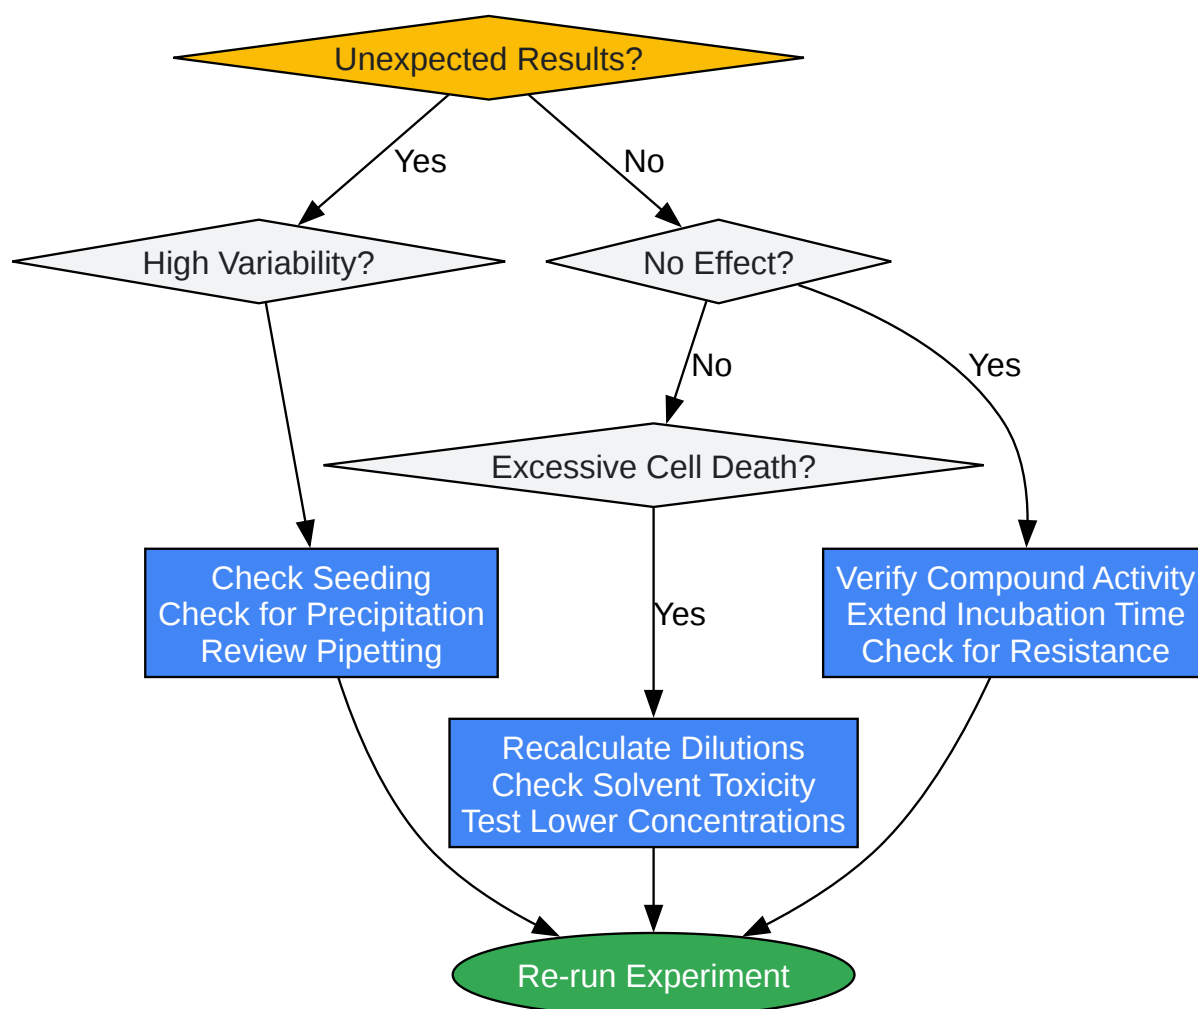 Unexpected Results?
Yes
No
High Variability?
No Effect?
No
Yes
Excessive Cell Death?
Check Seeding
Check for Precipitation
Review Pipetting
Verify Compound Activity
Extend Incubation Time
Check for Resistance
Yes
Recalculate Dilutions
Check Solvent Toxicity
Test Lower Concentrations
Re-run Experiment